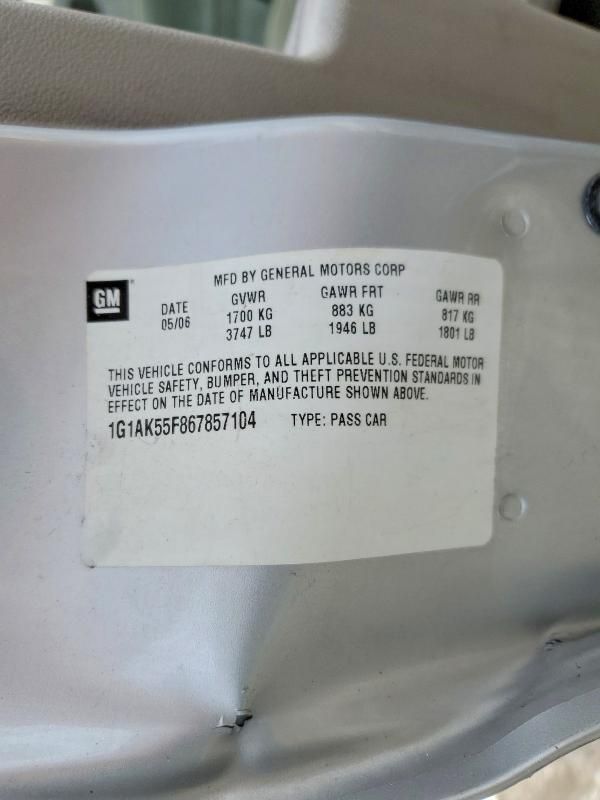 GM
MFD BY GENERAL MOTORS CORP
DATE GVWR GAWR FRT GAWR RR
05/06 1700 KG 883 KG 817 KG
3747 LB 1946 LB 1801 LB
THIS VEHICLE CONFORMS TO ALL APPLICABLE U.S. FEDERAL MOTOR
VEHICLE SAFETY, BUMPER, AND THEFT PREVENTION STANDARDS IN
EFFECT ON THE DATE OF MANUFACTURE SHOWN ABOVE.
1G1AK55F867857104 TYPE: PASS CAR